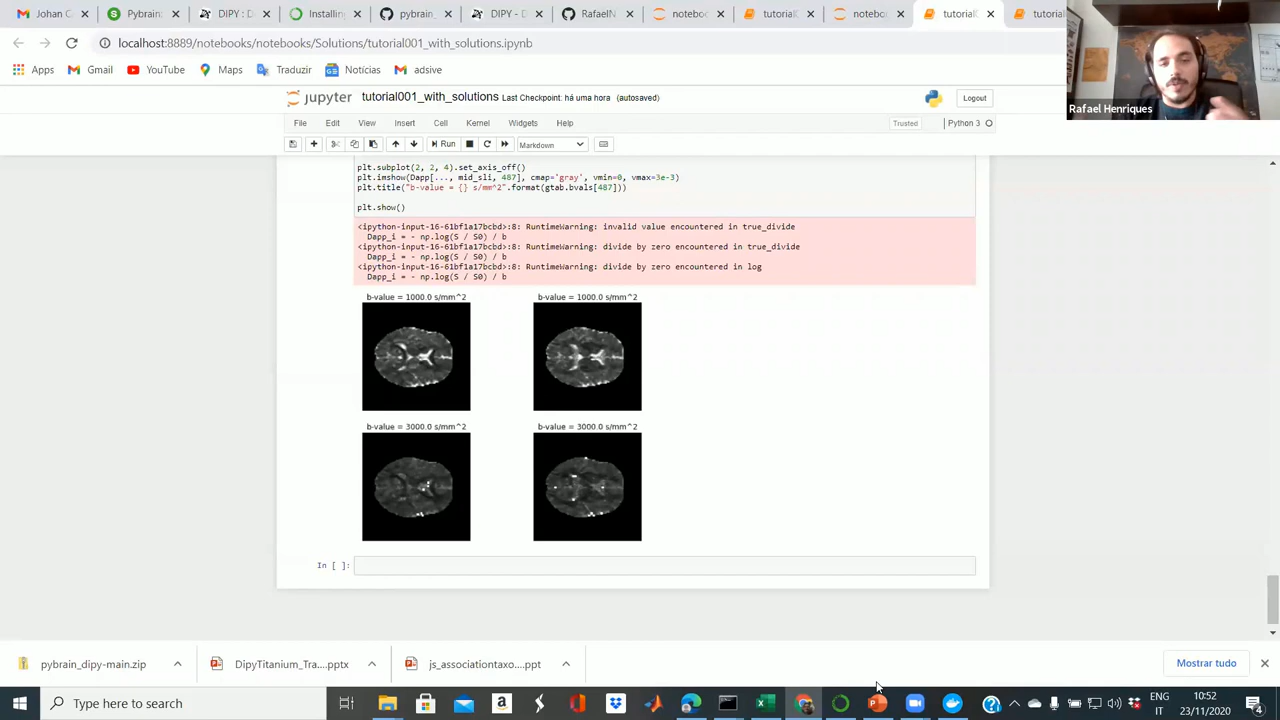 Johan C
Pybrain
DIPY : D
Installing
pybrain_
DIPY ‹
RafaelN
notebo
tutorial
notebo
tutorial
tutorial
localhost:8889/notebooks/notebooks/Solutions/tutorial001_with_solutions.ipynb
Apps
Gmail
YouTube
Maps
Traduzir
Notícias
adsive
Rafael Henriques
jupyter tutorial001_with_solutions Last Checkpoint: há uma hora (autosaved)
Logout
File Edit View Insert Cell Kernel Widgets Help
Trusted
Python 3
Run
Markdown
plt.subplot(2, 2, 4).set_axis_off()
plt.imshow(Dapp[..., mid_sli, 487], cmap='gray', vmin=0, vmax=3e-3)
plt.title("b-value = {} s/mm^2".format(gtab.bvals[487]))
plt.show()
<ipython-input-16-61bf1a17bcbd>:8: RuntimeWarning: invalid value encountered in true_divide
Dapp_i = - np.log(S / S0) / b
<ipython-input-16-61bf1a17bcbd>:8: RuntimeWarning: divide by zero encountered in true_divide
Dapp_i = - np.log(S / S0) / b
<ipython-input-16-61bf1a17bcbd>:8: RuntimeWarning: divide by zero encountered in log
Dapp_i = - np.log(S / S0) / b
b-value = 1000.0 s/mm^2
b-value = 1000.0 s/mm^2
b-value = 3000.0 s/mm^2
b-value = 3000.0 s/mm^2
In [ ]:
pybrain_dipy-main.zip
DipyTitanium_Tra....pptx
js_associationtaxo....ppt
Mostrar tudo
Type here to search
ENG
IT
10:52
23/11/2020
4